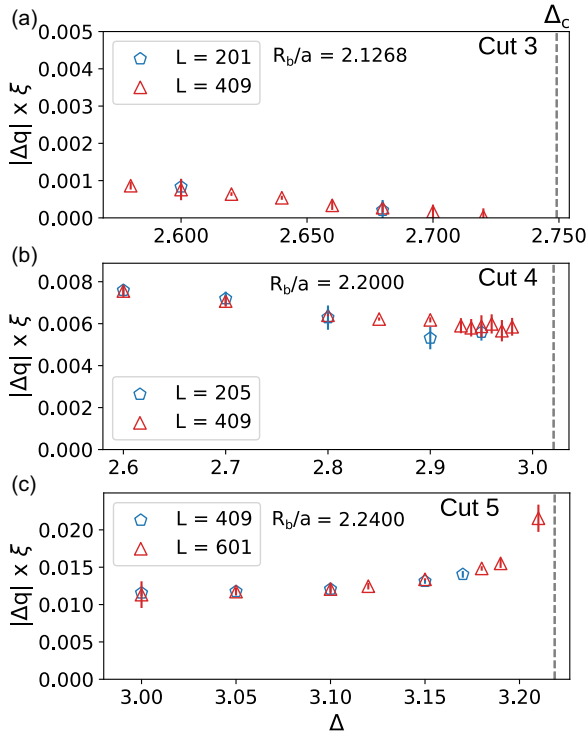 (a)
Δc
0.005
0.004
0.003
0.002
0.001
0.000
|Δq| x ξ
L = 201
L = 409
R_b/a = 2.1268
Cut 3
2.600 2.650 2.700 2.750
(b)
0.008
0.006
0.004
0.002
0.000
|Δq| x ξ
R_b/a = 2.2000
Cut 4
L = 205
L = 409
2.6 2.7 2.8 2.9 3.0
(c)
0.020
0.015
0.010
0.005
0.000
|Δq| x ξ
L = 409
L = 601
R_b/a = 2.2400
Cut 5
3.00 3.05 3.10 3.15 3.20
Δ